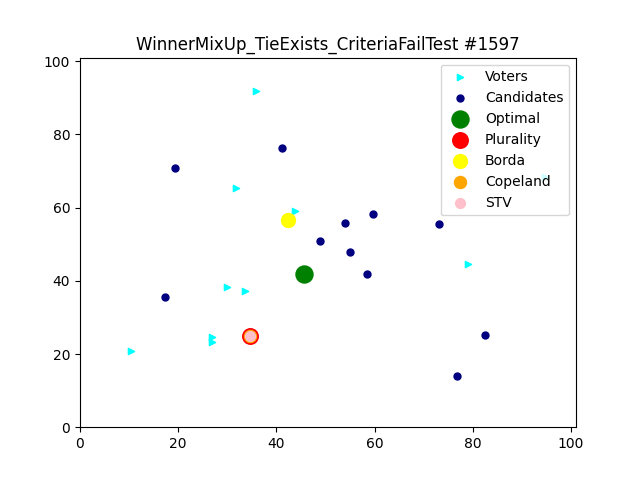 WinnerMixUp_TieExists_CriteriaFailTest #1597
100
80
60
40
20
0
0 20 40 60 80 100
Voters
Candidates
Optimal
Plurality
Borda
Copeland
STV